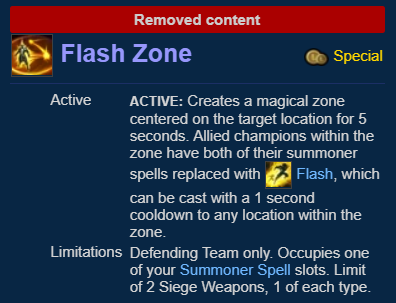 Removed content
Flash Zone
Special
Active
ACTIVE: Creates a magical zone
centered on the target location for 5
seconds. Allied champions within the
zone have both of their summoner
spells replaced with Flash, which
can be cast with a 1 second
cooldown to any location within the
zone.
Limitations
Defending Team only. Occupies one
of your Summoner Spell slots. Limit
of 2 Siege Weapons, 1 of each type.